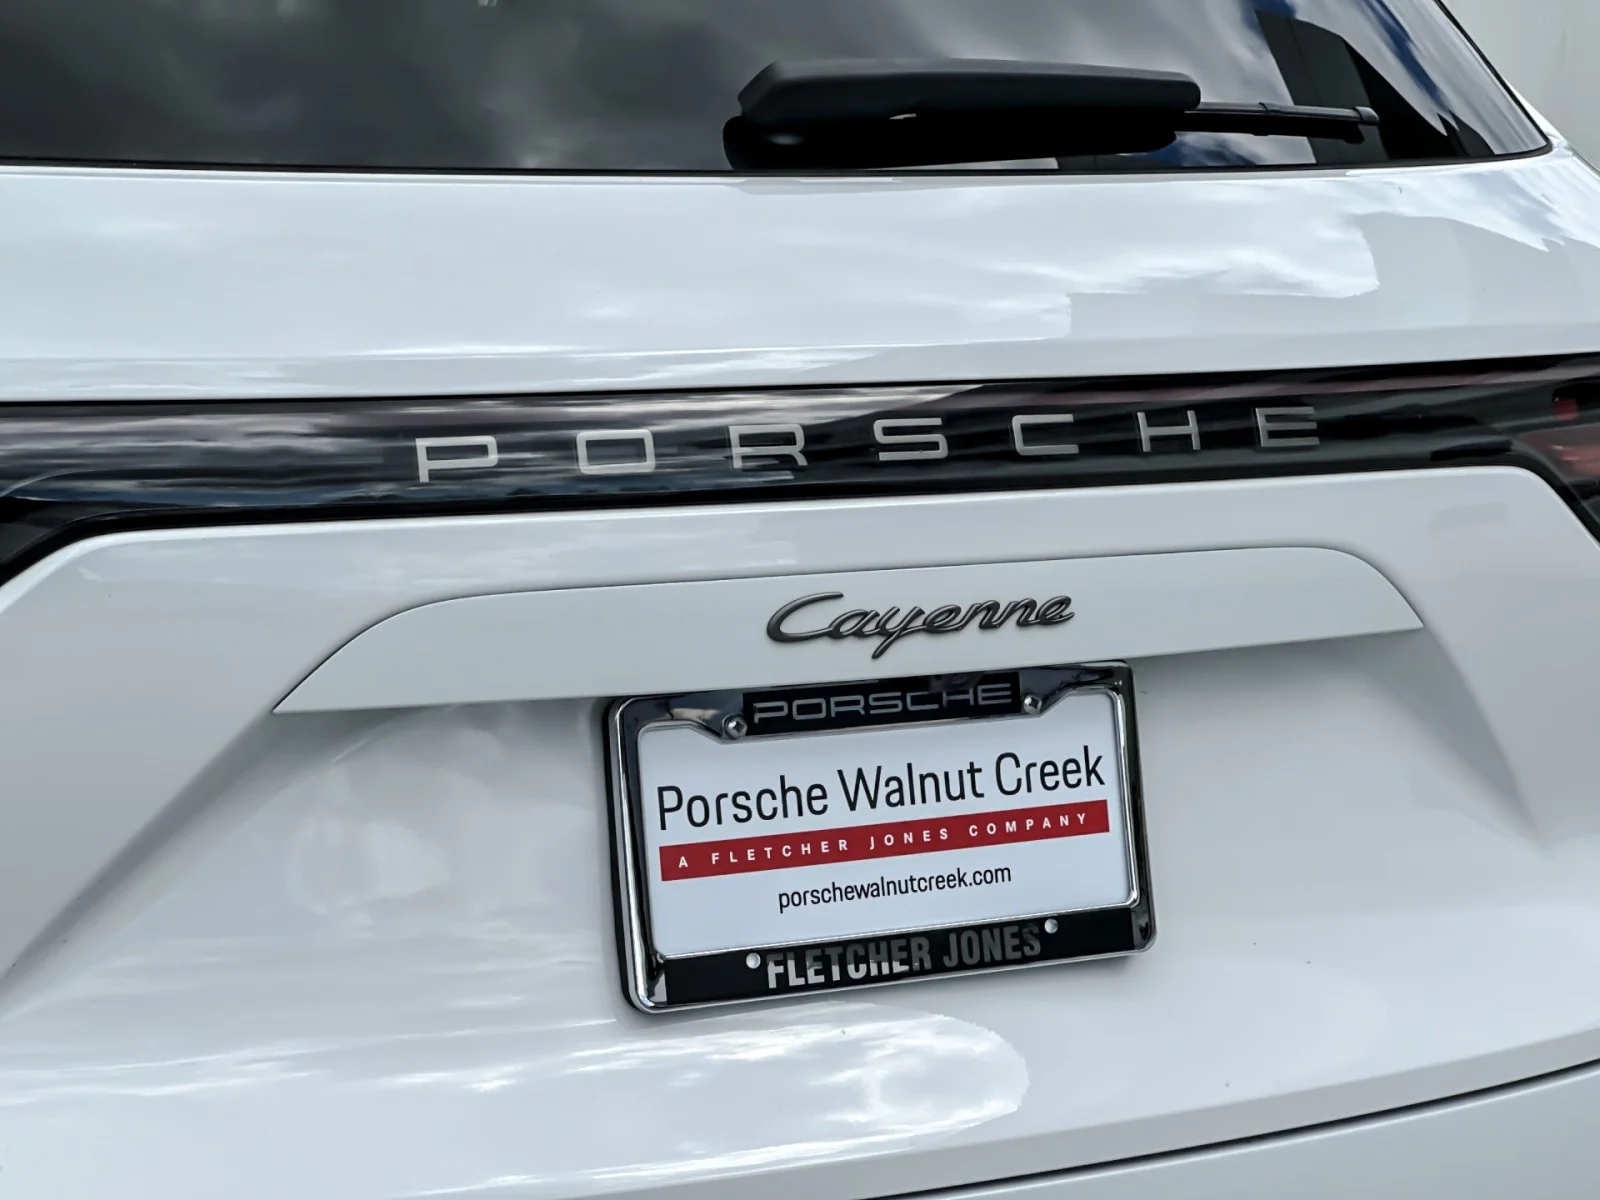 PORSCHE
Cayenne
PORSCHE
Porsche Walnut Creek
A FLETCHER JONES COMPANY
porschewalnutcreek.com
FLETCHER JONES